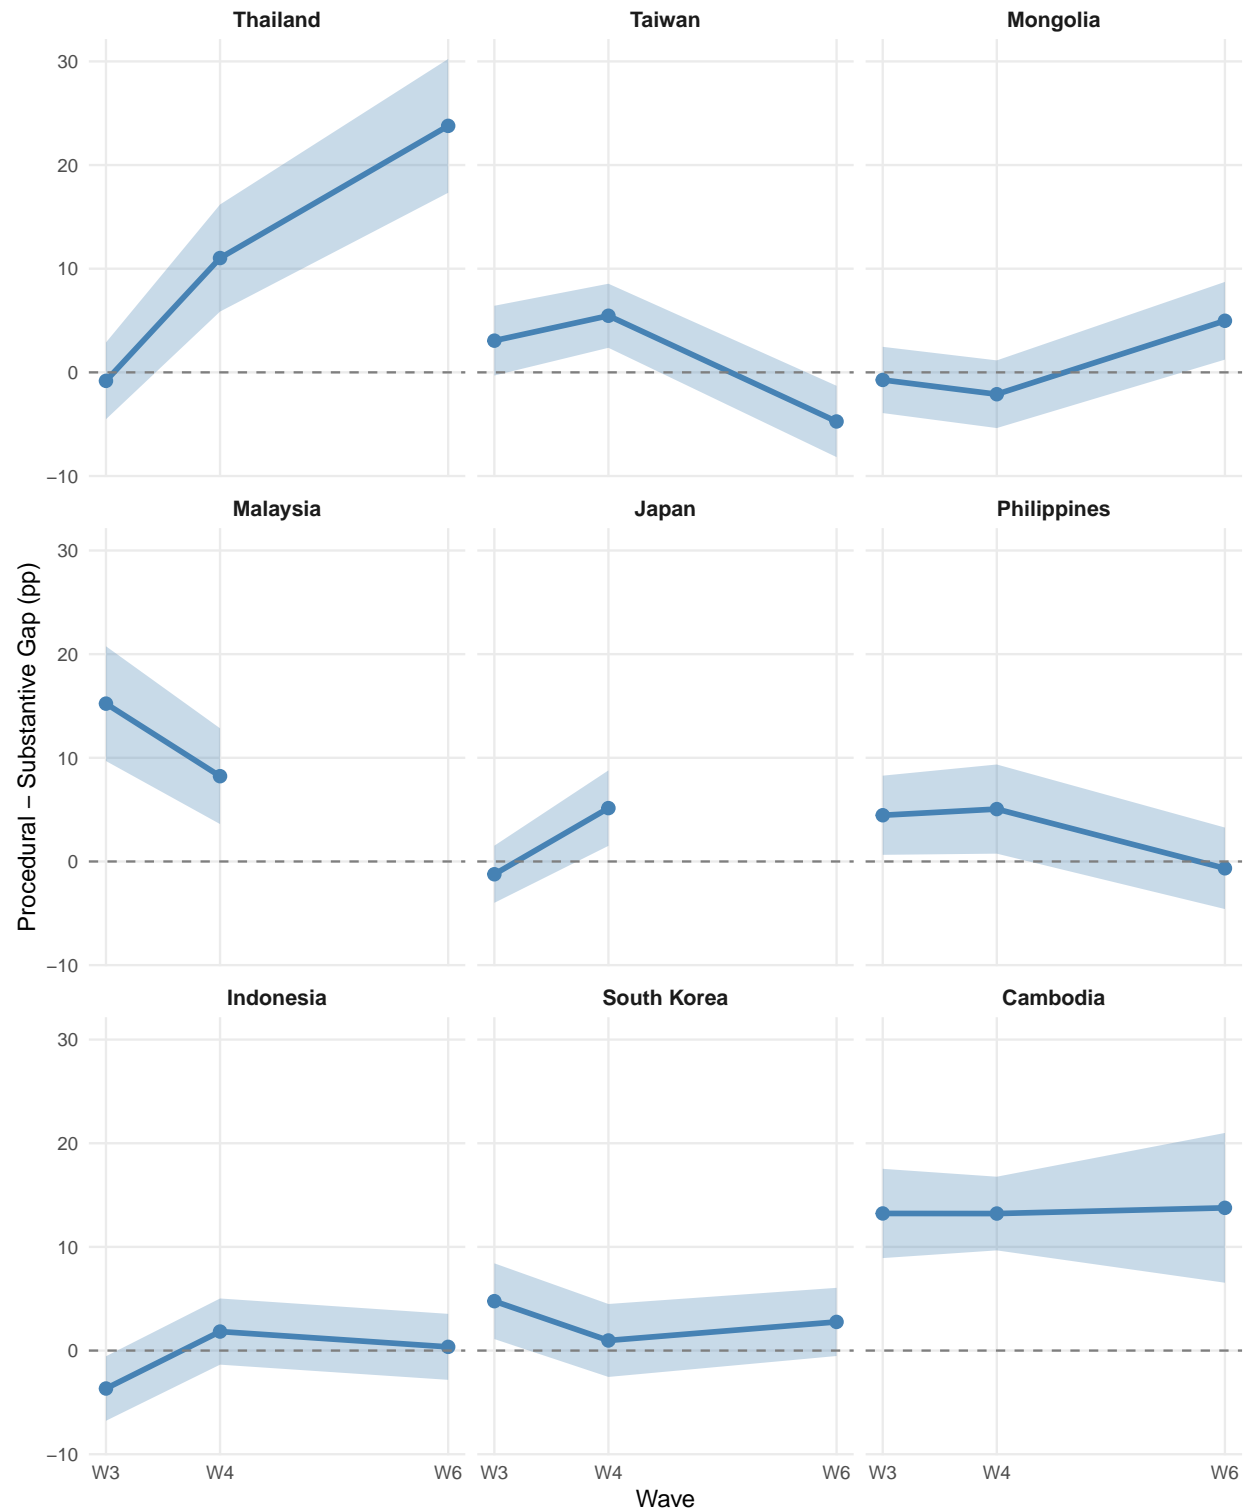 Thailand
Taiwan
Mongolia
30
20
10
0
−10
Malaysia
Japan
Philippines
30
20
10
0
−10
Procedural − Substantive Gap (pp)
Indonesia
South Korea
Cambodia
30
20
10
0
−10
W3
W4
W6
W3
W4
W6
W3
W4
W6
Wave